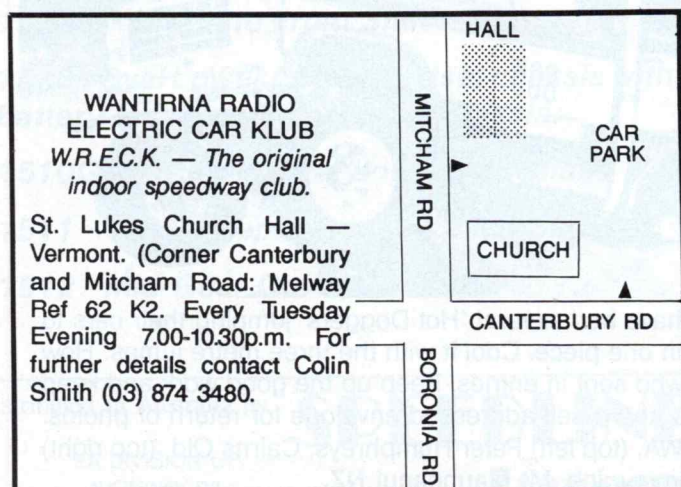 WANTIRNA RADIO
ELECTRIC CAR KLUB
W.R.E.C.K. — The original
indoor speedway club.
St. Lukes Church Hall —
Vermont. (Corner Canterbury
and Mitcham Road: Melway
Ref 62 K2. Every Tuesday
Evening 7.00-10.30p.m. For
further details contact Colin
Smith (03) 874 3480.
HALL
MITCHAM RD
CAR
PARK
CHURCH
CANTERBURY RD
BORONIA RD